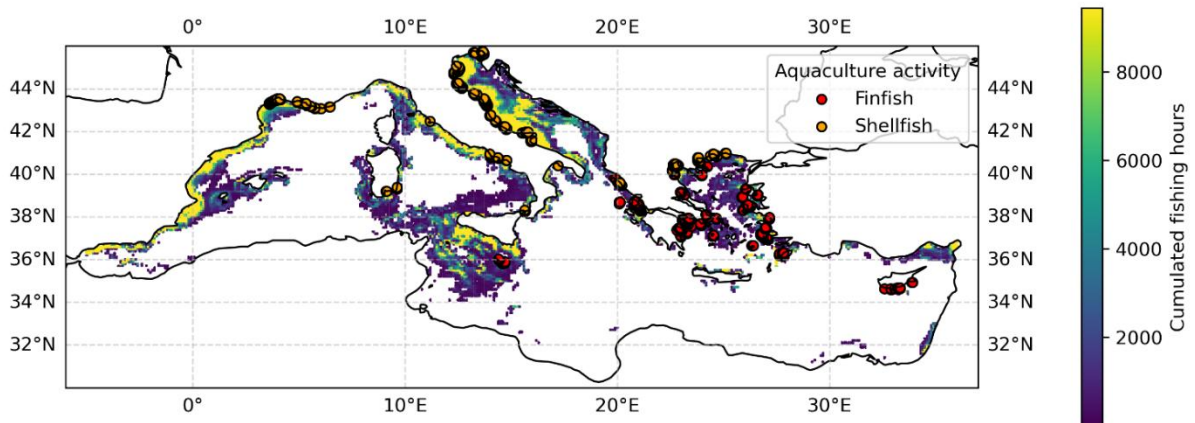 0° 10°E 20°E 30°E
Aquaculture activity
Finfish
Shellfish
44°N 44°N
42°N 42°N
40°N 40°N
38°N 38°N
36°N 36°N
34°N 34°N
32°N 32°N
0° 10°E 20°E 30°E
8000
6000
4000
2000
Cumulated fishing hours